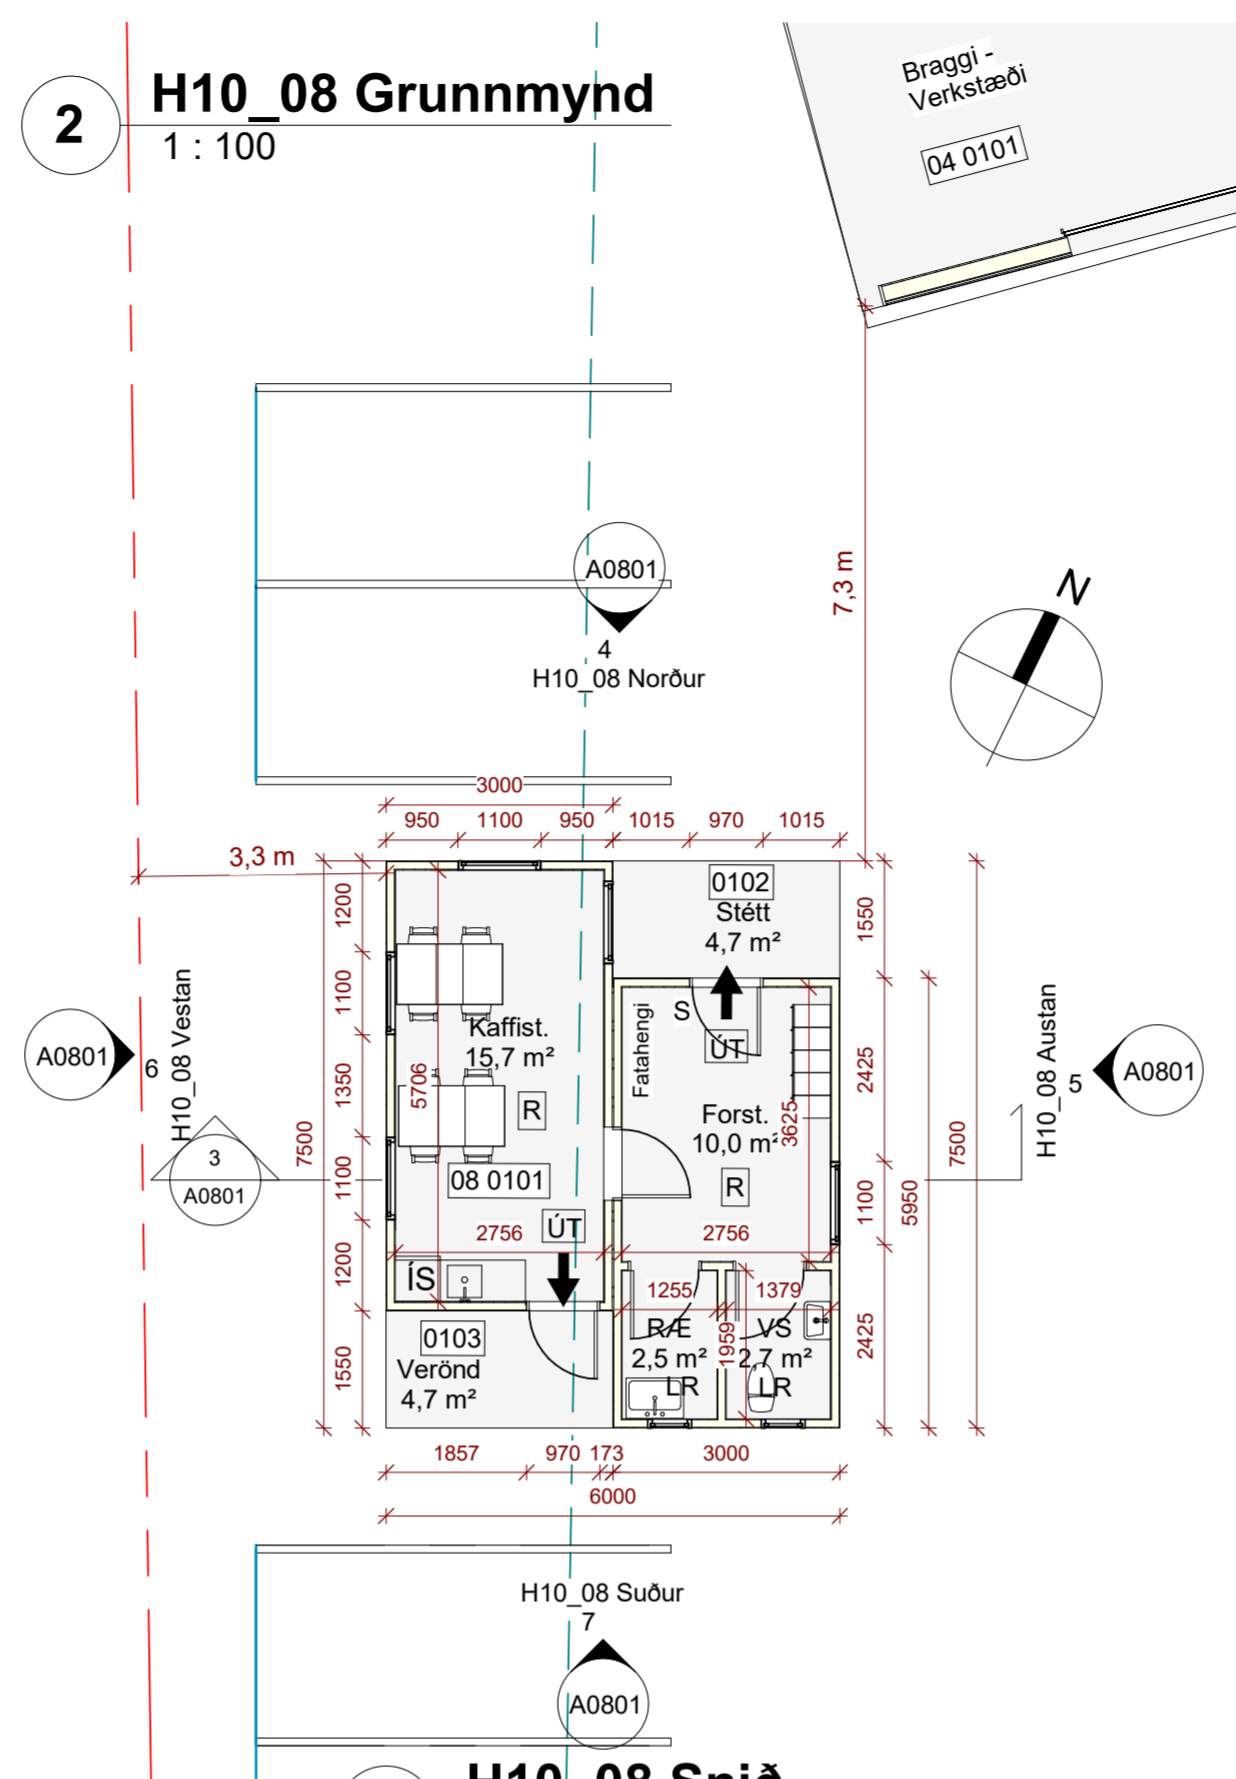 2
H10_08 Grunnmynd
1 : 100
Braggi -
Verkstæði
04 0101
A0801
4
H10_08 Norður
7,3 m
N
3000
950
1100
950
1015
970
1015
3,3 m
1200
1100
1350
1100
1200
1550
7500
0102
Stétt
4,7 m²
1550
2425
1100
2425
5950
7500
Kaffist.
15,7 m²
5706
R
08 0101
ÚT
2756
ÍS
Fatahengi
S
ÚT
Forst.
10,0 m²
3625
R
2756
1255
1379
RÆ
2,5 m²
LR
1959
VS
2,7 m²
LR
0103
Verönd
4,7 m²
A0801
6
H10_08 Vestan
3
A0801
H10_08 Austan
5
A0801
1857
970
173
3000
6000
H10_08 Suður
7
A0801
H10_08 Snið